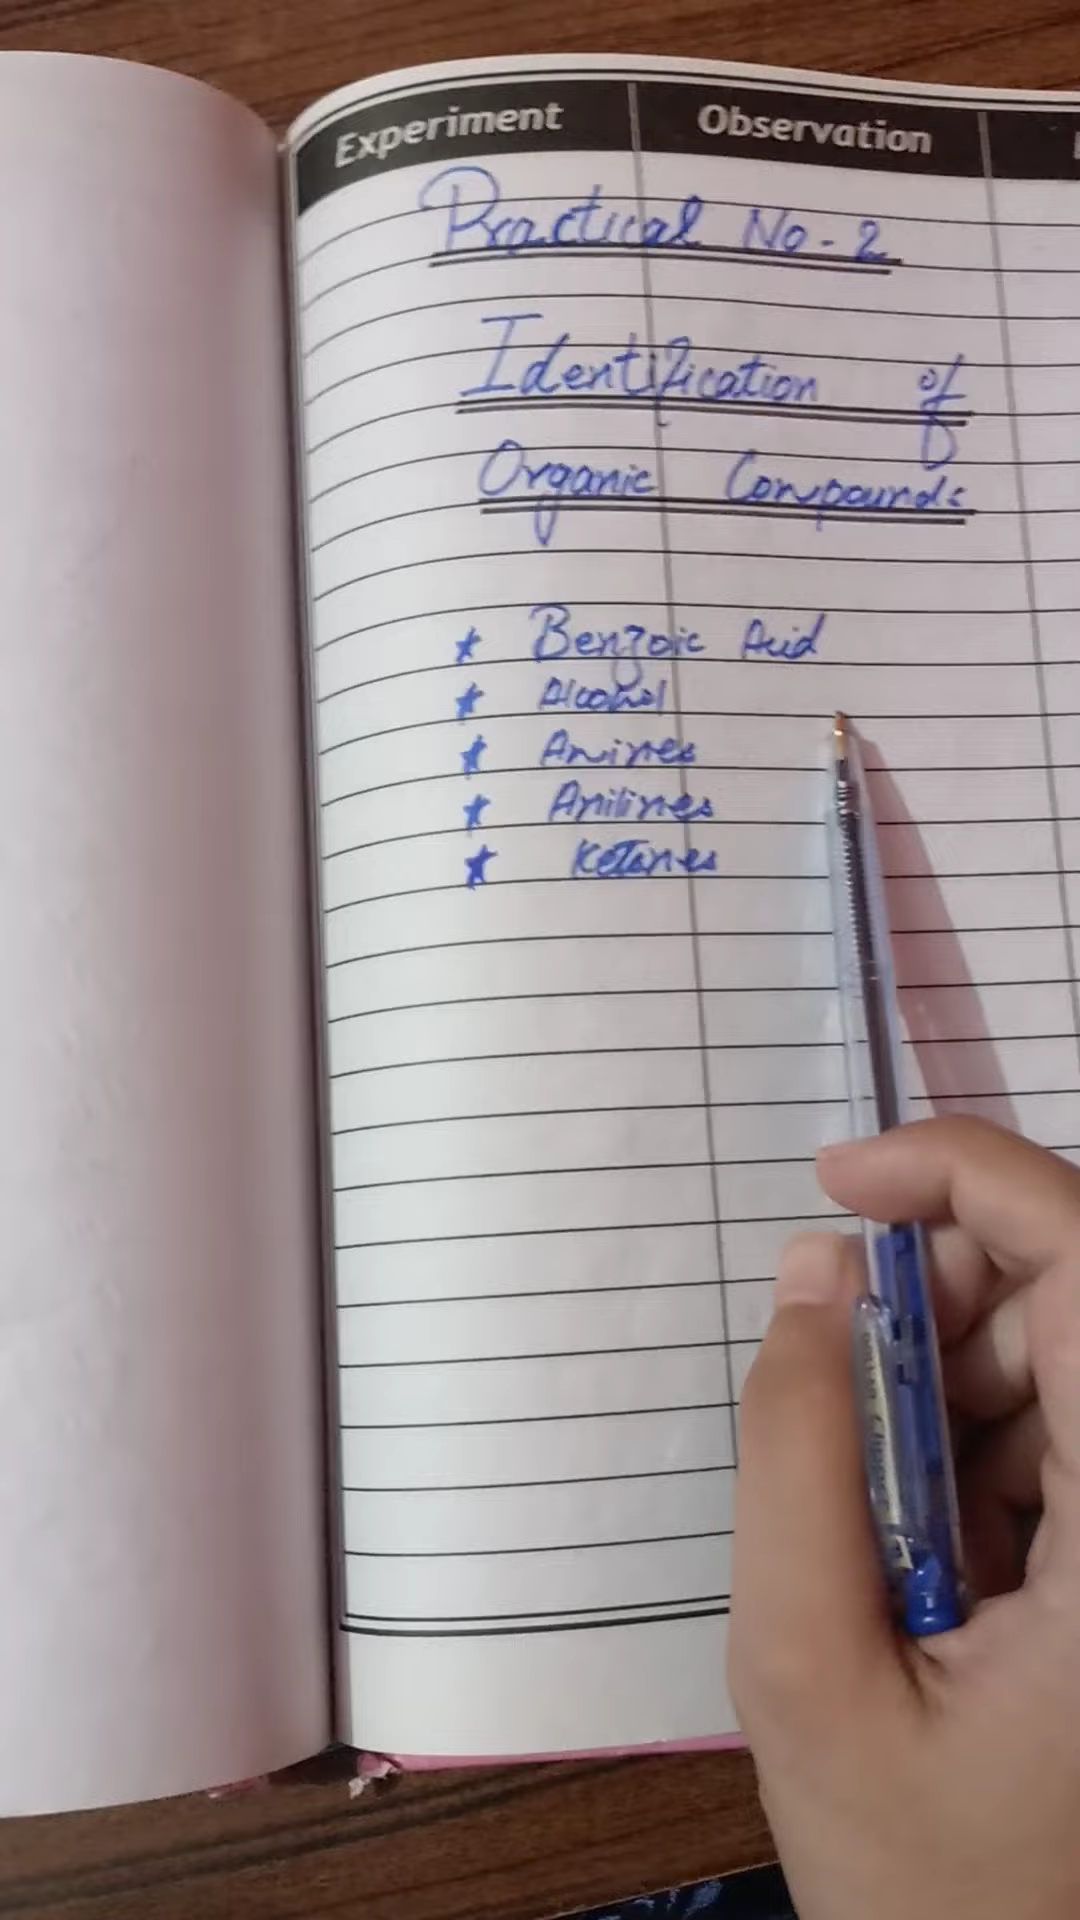 Experiment Observation
Practical No-2
Identification of
Organic Compounds
* Benzoic Acid
* Alcohol
* Amines
* Anilines
* Ketones